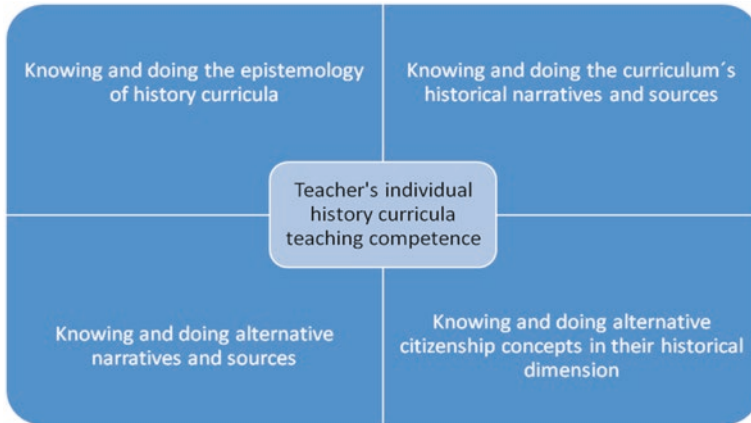 Knowing and doing the epistemology
of history curricula
Knowing and doing the curriculum´s
historical narratives and sources
Teacher's individual
history curricula
teaching competence
Knowing and doing alternative
narratives and sources
Knowing and doing alternative
citizenship concepts in their historical
dimension